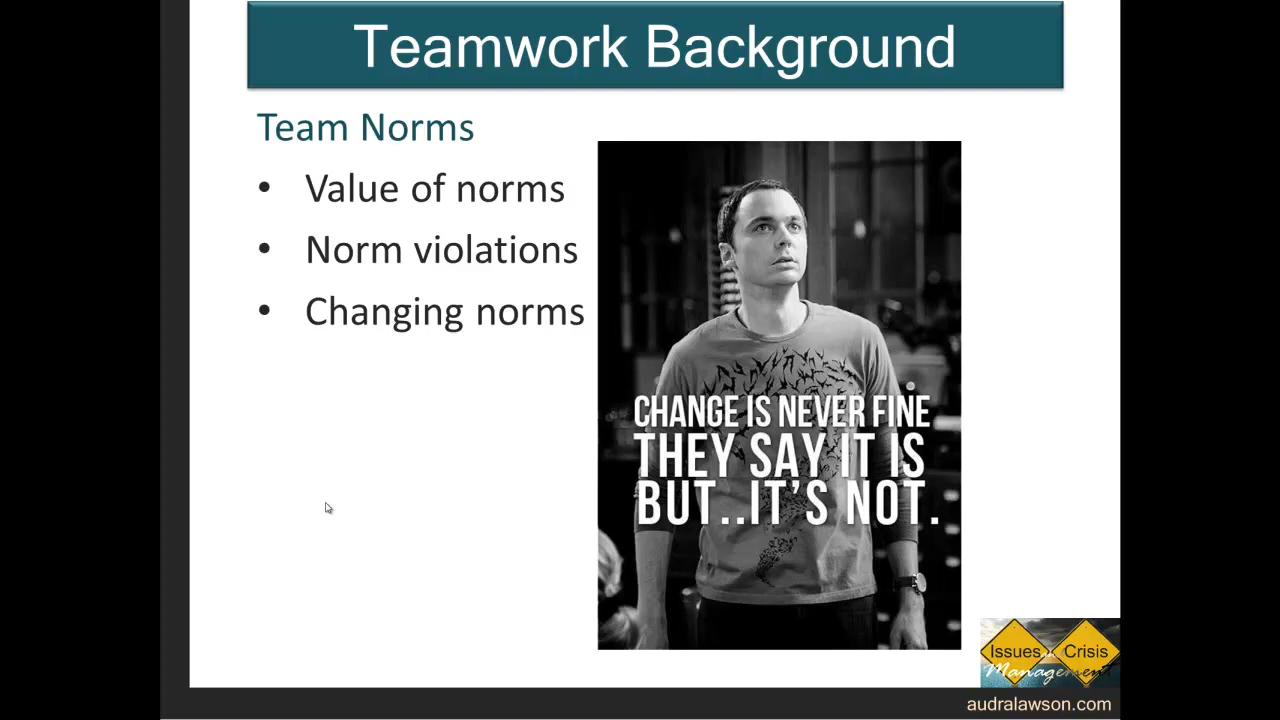 Teamwork Background
Team Norms
• Value of norms
• Norm violations
• Changing norms
CHANGE IS NEVER FINE
THEY SAY IT IS
BUT..IT'S NOT.
Issues Crisis
Management
audralawson.com